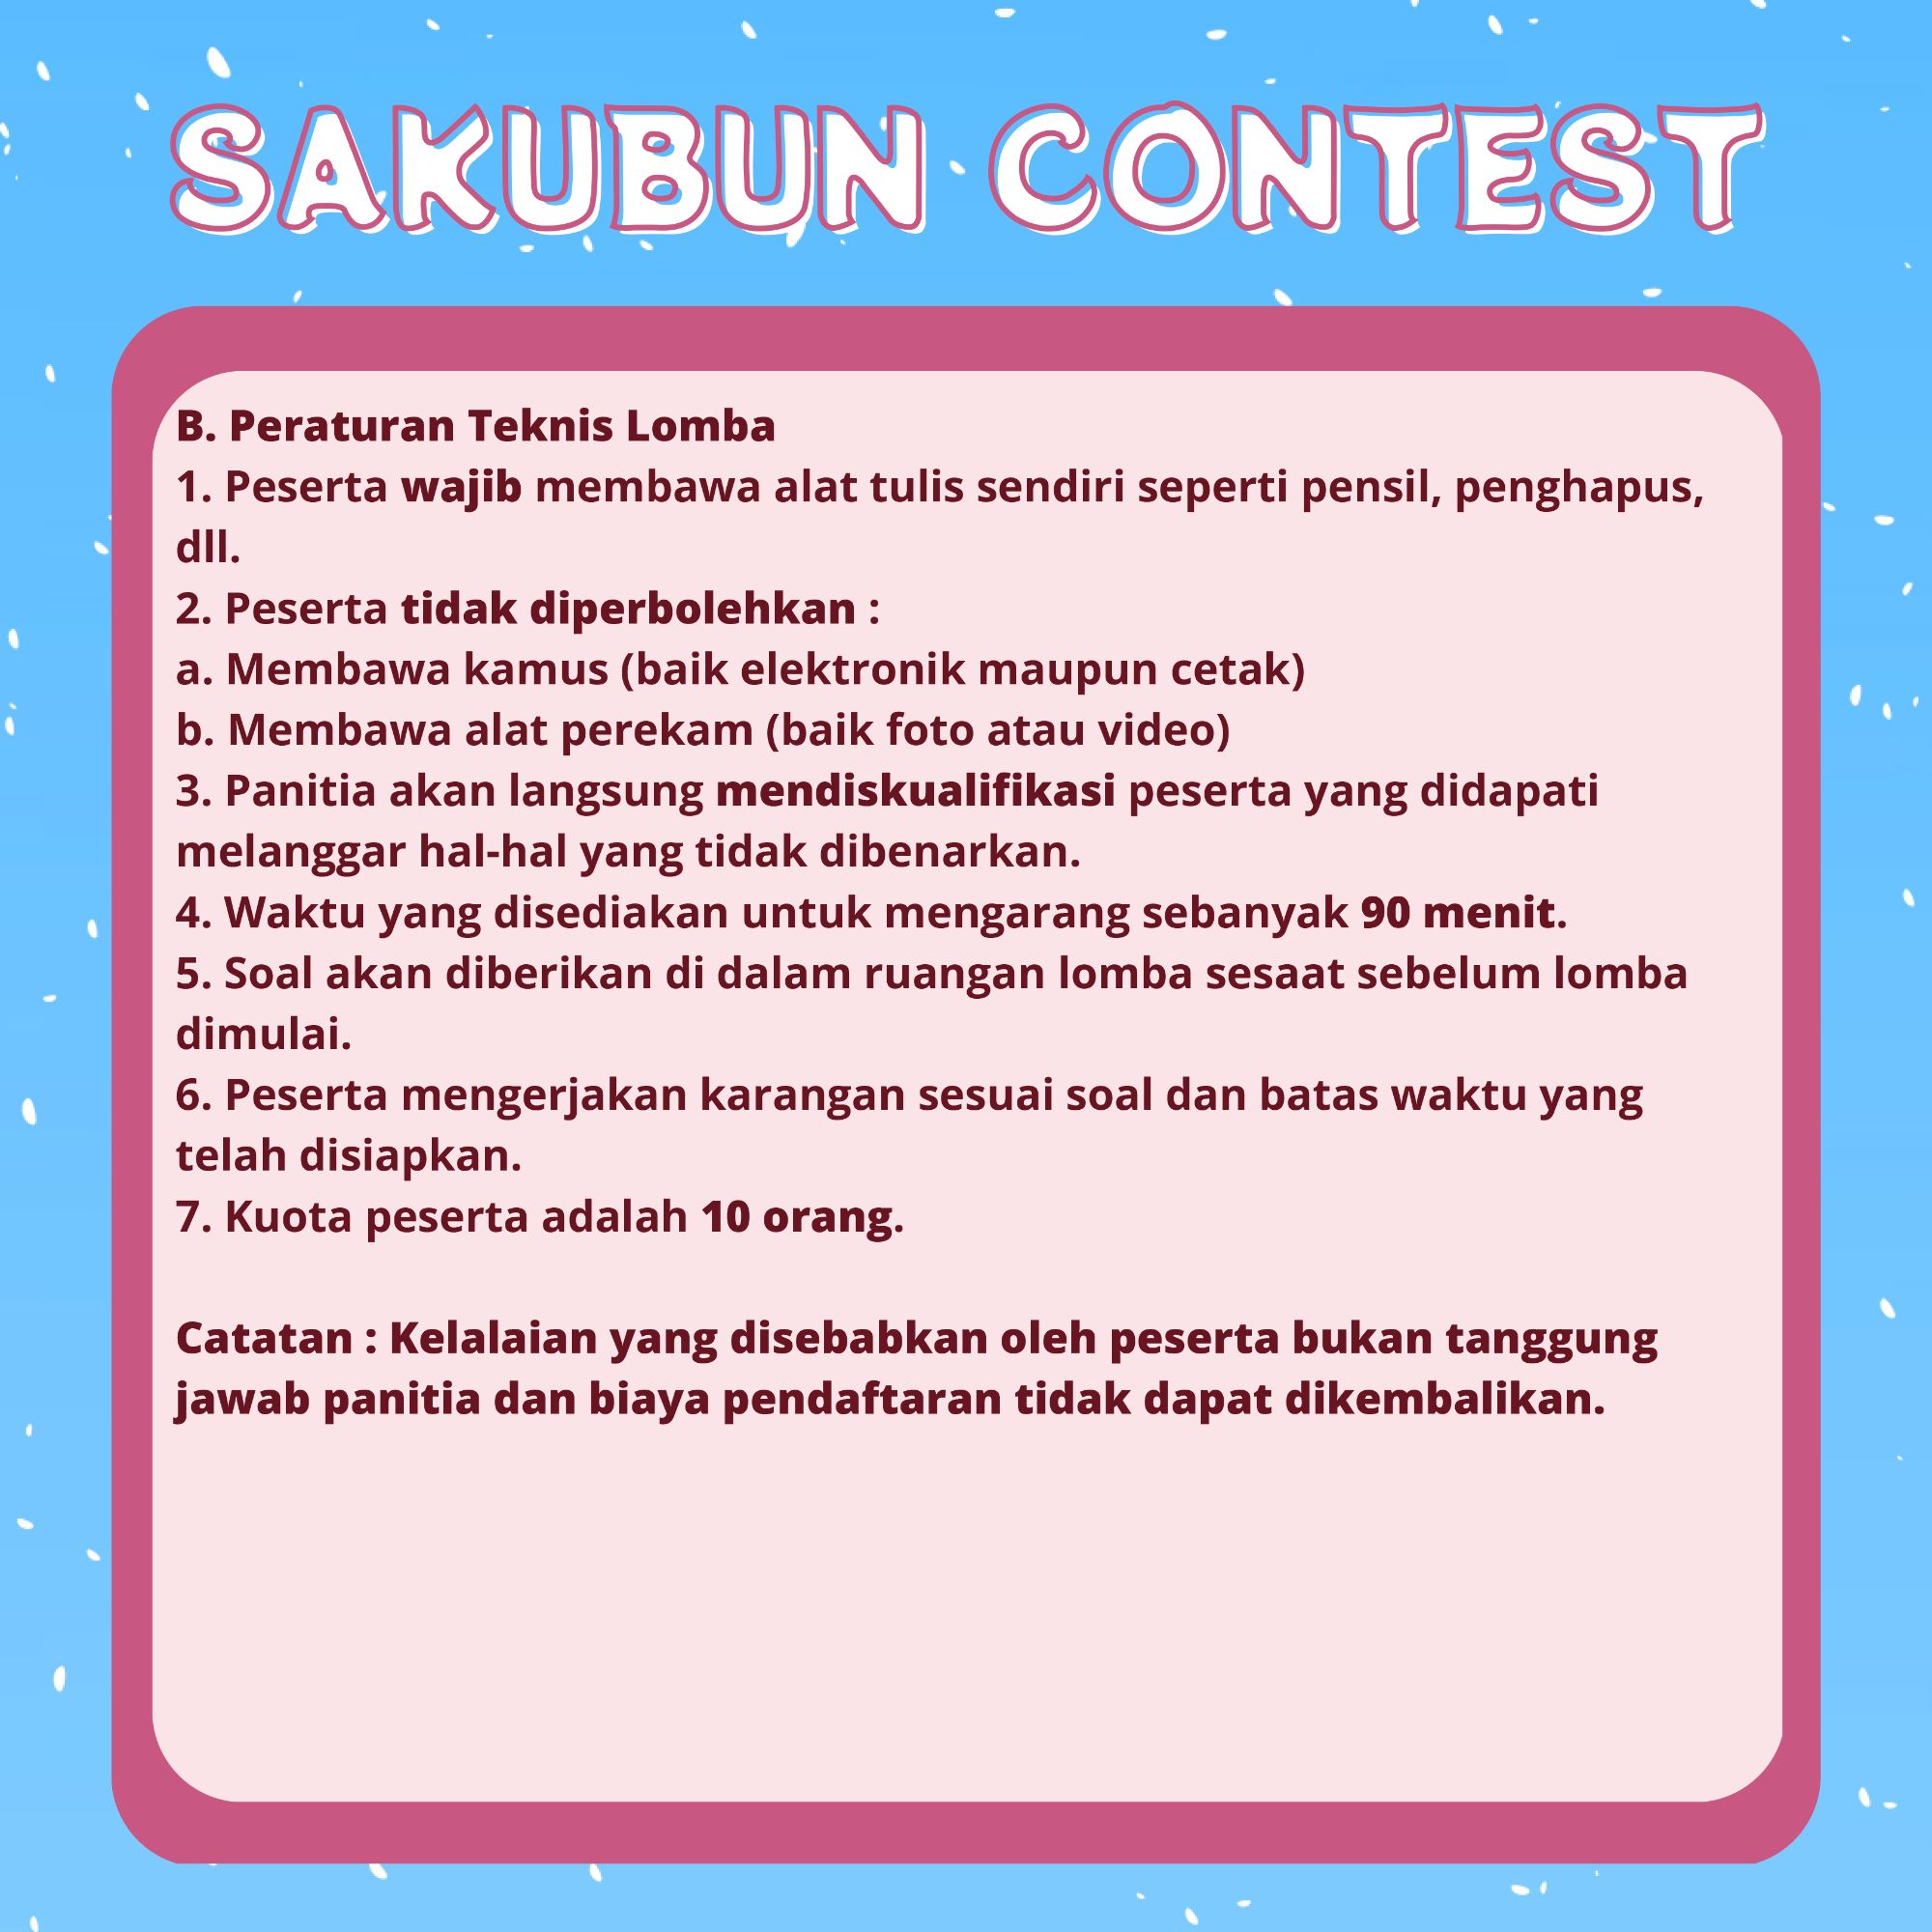 SAKUBUN CONTEST
B. Peraturan Teknis Lomba
1. Peserta wajib membawa alat tulis sendiri seperti pensil, penghapus,
dll.
2. Peserta tidak diperbolehkan :
a. Membawa kamus (baik elektronik maupun cetak)
b. Membawa alat perekam (baik foto atau video)
3. Panitia akan langsung mendiskualifikasi peserta yang didapati
melanggar hal-hal yang tidak dibenarkan.
4. Waktu yang disediakan untuk mengarang sebanyak 90 menit.
5. Soal akan diberikan di dalam ruangan lomba sesaat sebelum lomba
dimulai.
6. Peserta mengerjakan karangan sesuai soal dan batas waktu yang
telah disiapkan.
7. Kuota peserta adalah 10 orang.
Catatan : Kelalaian yang disebabkan oleh peserta bukan tanggung
jawab panitia dan biaya pendaftaran tidak dapat dikembalikan.